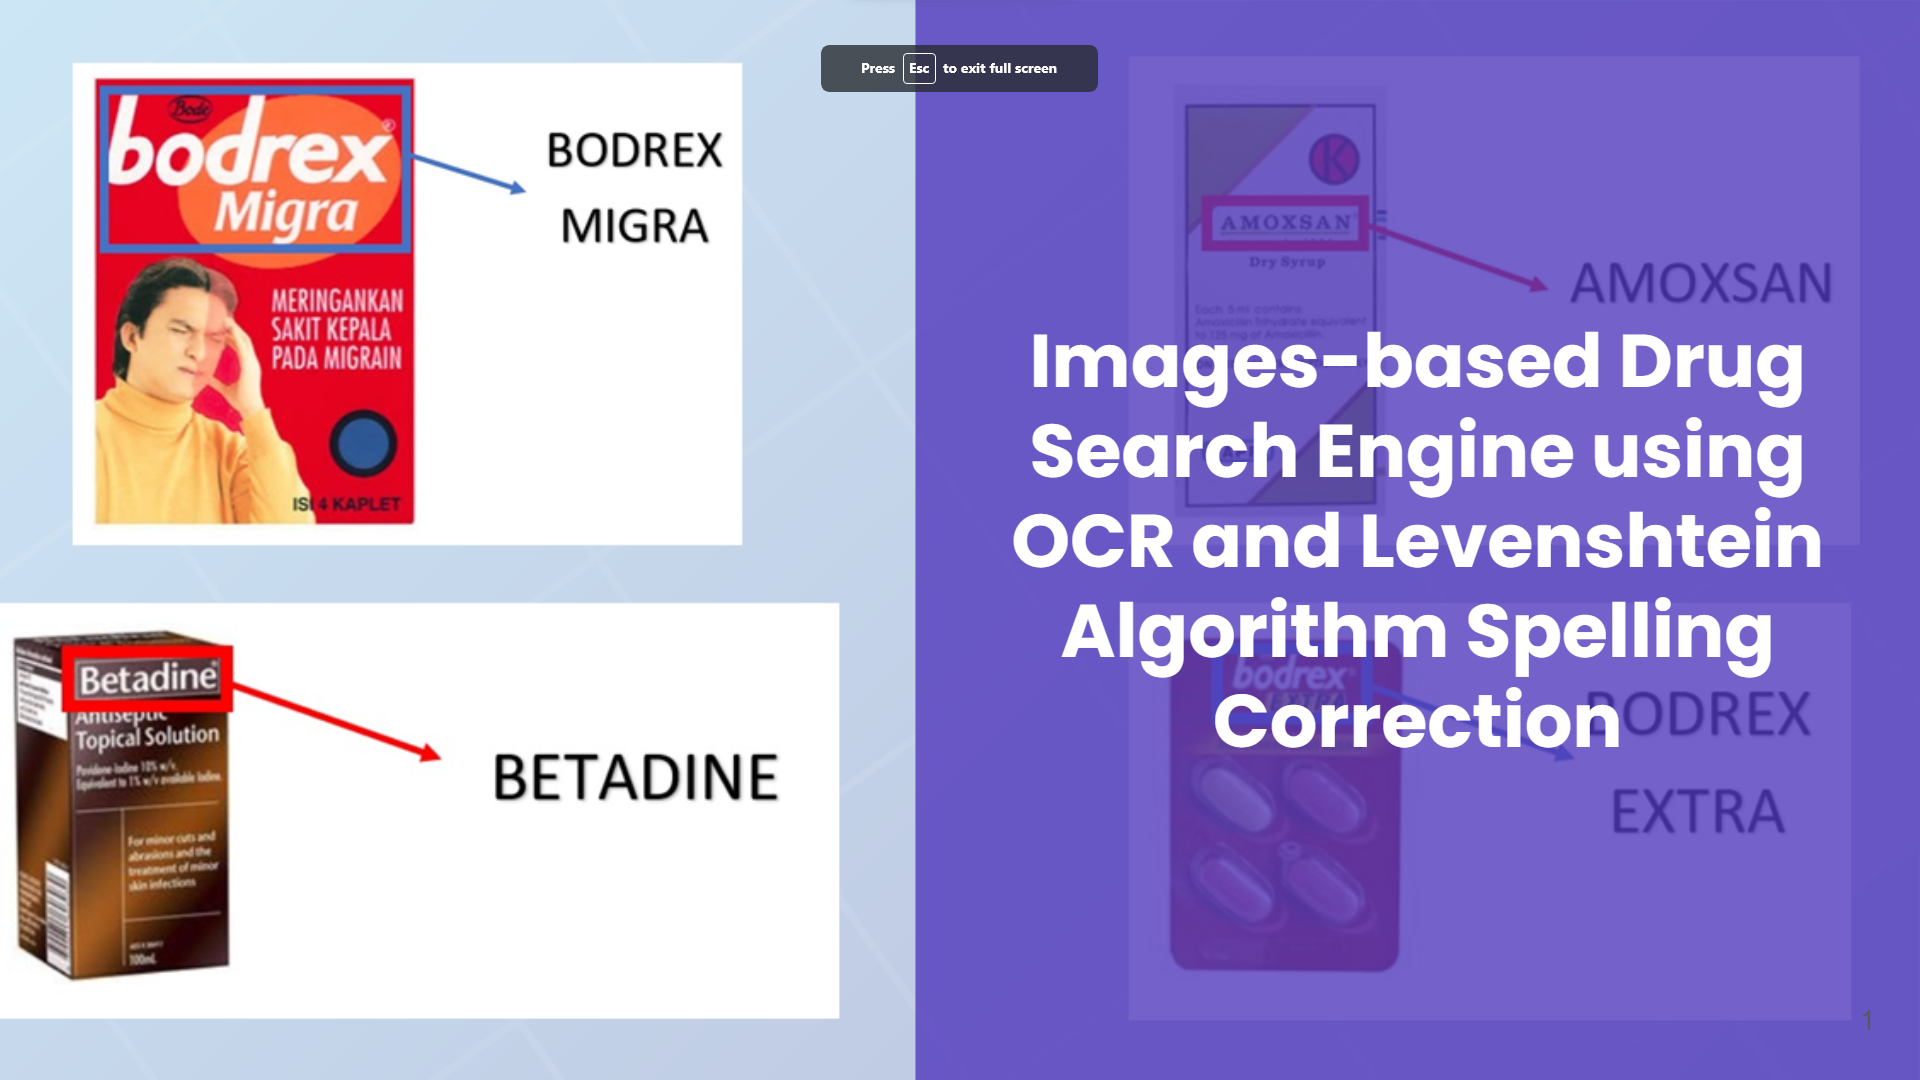 Press Esc to exit full screen
Bode
bodrex®
Migra
MERINGANKAN
SAKIT KEPALA
PADA MIGRAIN
ISI 4 KAPLET
BODREX
MIGRA
Betadine®
Antiseptic
Topical Solution
Povidone-Iodine 10% w/v.
Equivalent to 1% w/v available Iodine.
For minor cuts and
abrasions and the
treatment of minor
skin infections
100mL
BETADINE
K
AMOXSAN
Dry Syrup
Each 5 ml contains:
Amoxicillin Trihydrate equivalent
to 125 mg of Amoxicillin.
AMOXSAN
Images-based Drug
Search Engine using
OCR and Levenshtein
Algorithm Spelling
Correction
bodrex®
EXTRA
BODREX
EXTRA
1